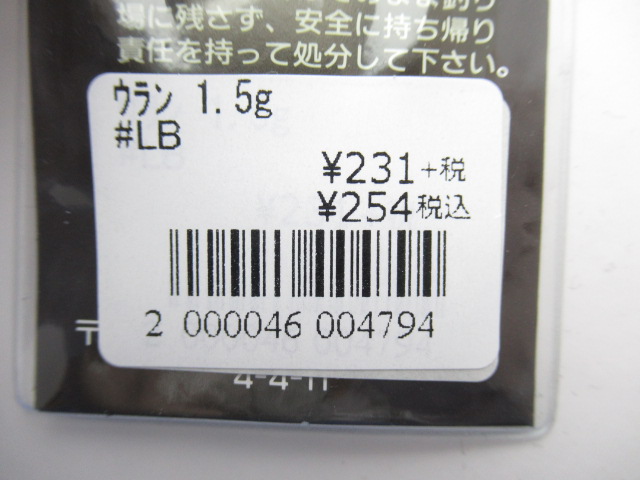 場に残さず、安全に持ち帰り
責任を持って処分して下さい。
ｳﾗﾝ 1.5g
#LB
¥231+税
¥254税込
2 000046 004794
〒
4-4-11